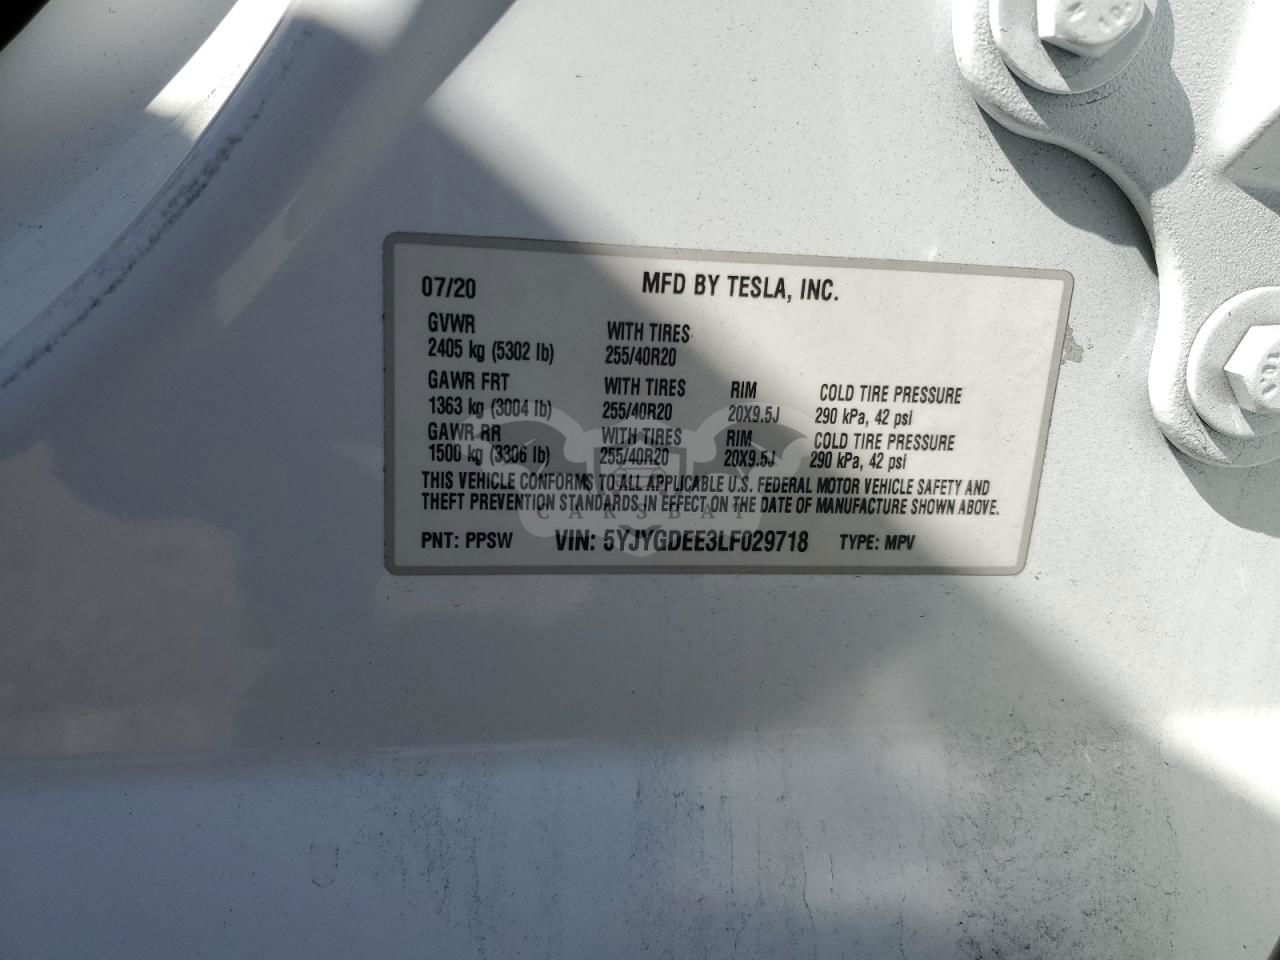 07/20 MFD BY TESLA, INC.
GVWR WITH TIRES
2405 kg (5302 lb) 255/40R20
GAWR FRT WITH TIRES RIM COLD TIRE PRESSURE
1363 kg (3004 lb) 255/40R20 20X9.5J 290 kPa, 42 psi
GAWR RR WITH TIRES RIM COLD TIRE PRESSURE
1500 kg (3306 lb) 255/40R20 20X9.5J 290 kPa, 42 psi
THIS VEHICLE CONFORMS TO ALL APPLICABLE U.S. FEDERAL MOTOR VEHICLE SAFETY AND
THEFT PREVENTION STANDARDS IN EFFECT ON THE DATE OF MANUFACTURE SHOWN ABOVE.
CARSBAT
PNT: PPSW VIN: 5YJYGDEE3LF029718 TYPE: MPV